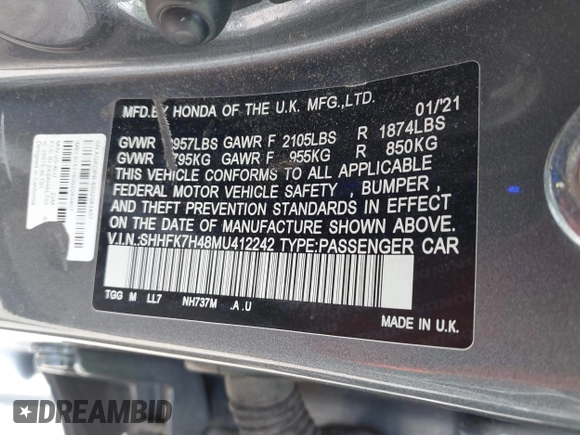 MFD.BY HONDA OF THE U.K. MFG.,LTD. 01/'21
GVWR 3957LBS GAWR F 2105LBS R 1874LBS
GVWR 1795KG GAWR F 955KG R 850KG
THIS VEHICLE CONFORMS TO ALL APPLICABLE
FEDERAL MOTOR VEHICLE SAFETY , BUMPER ,
AND THEFT PREVENTION STANDARDS IN EFFECT
ON THE DATE OF MANUFACTURE SHOWN ABOVE.
V.I.N.:SHHFK7H48MU412242 TYPE:PASSENGER CAR
TGG M LL7 NH737M .A .U
MADE IN U.K.
DREAMBID